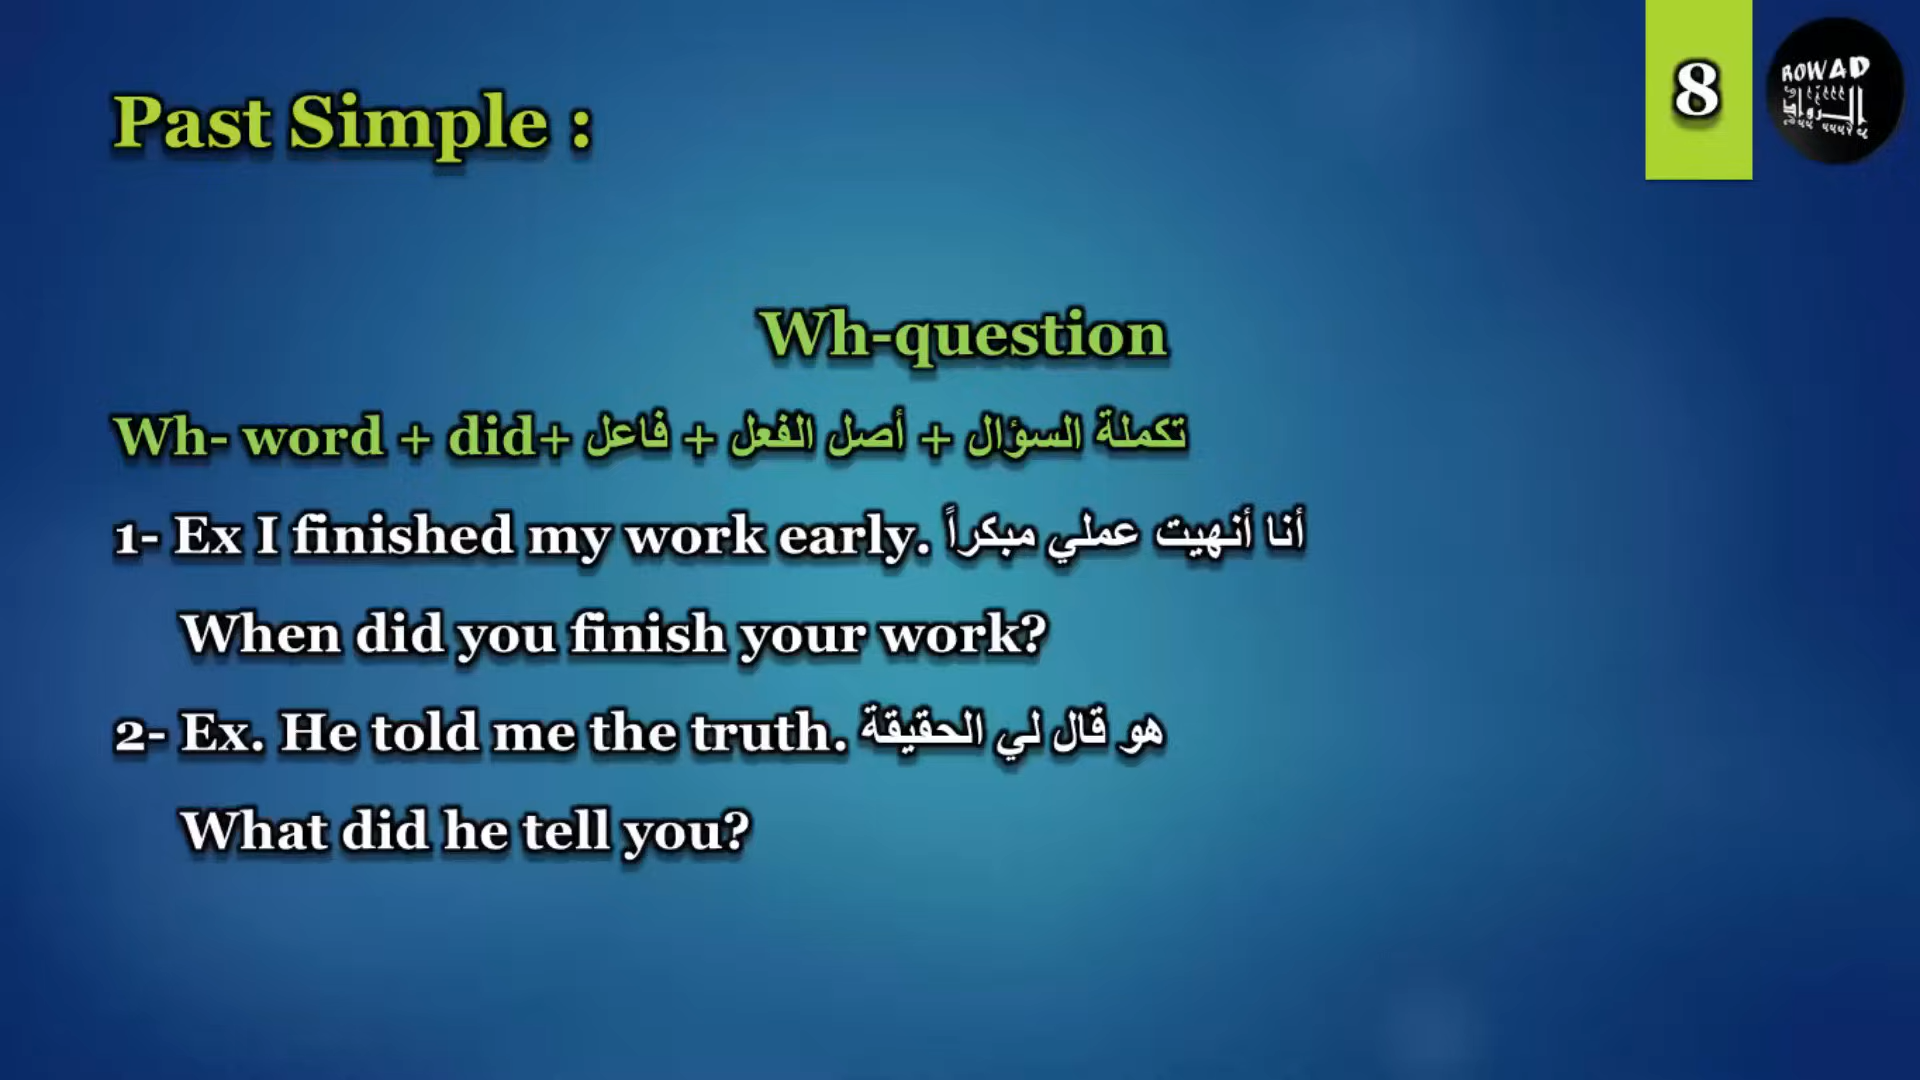 Past Simple :
8
ROWAD
الرواد
Wh-question
Wh- word + did+ فاعل + أصل الفعل + تكملة السؤال
1- Ex I finished my work early. أنا أنهيت عملي مبكراً
When did you finish your work?
2- Ex. He told me the truth. هو قال لي الحقيقة
What did he tell you?